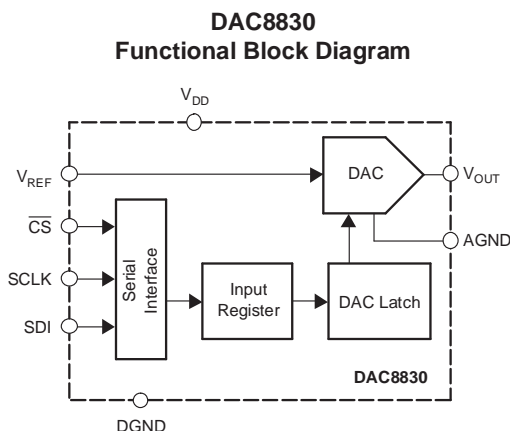 DAC8830
Functional Block Diagram
VDD
VREF
DAC
VOUT
CS
AGND
SCLK
Serial
Interface
Input
Register
DAC Latch
SDI
DAC8830
DGND